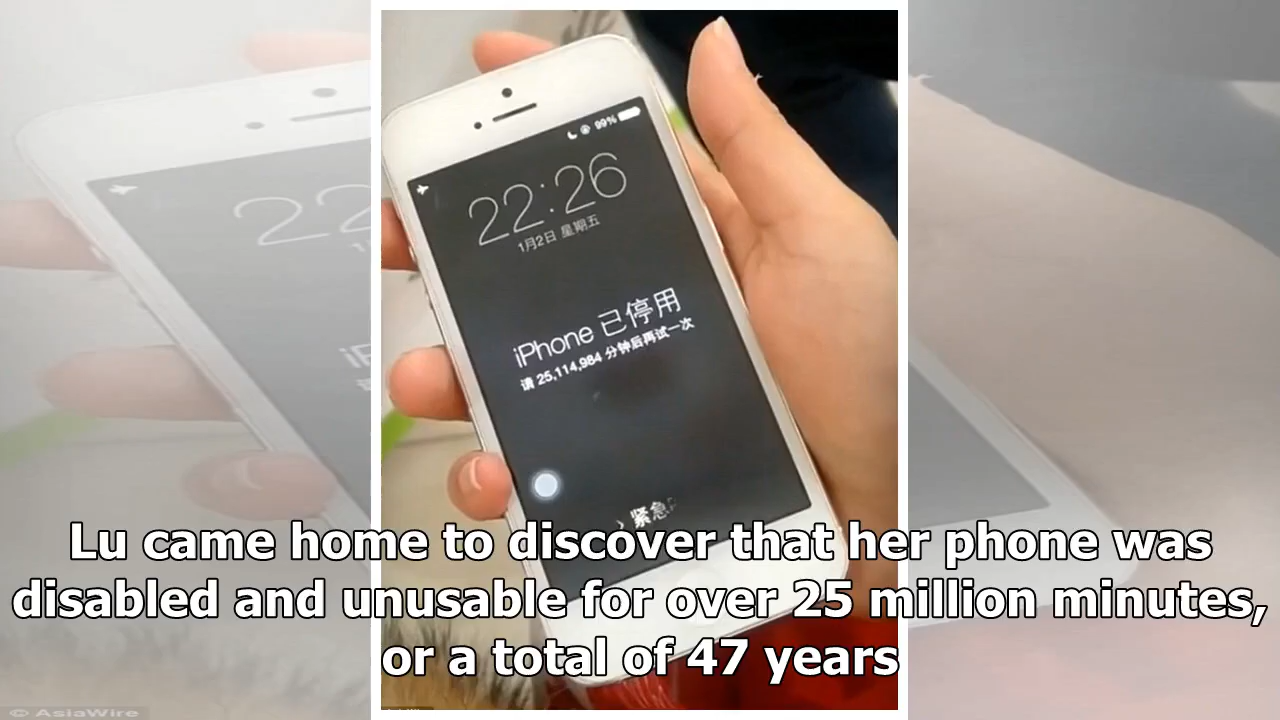 99%
22:26
1月2日 星期五
iPhone 已停用
请 25,114,984 分钟后再试一次
紧急
Lu came home to discover that her phone was
disabled and unusable for over 25 million minutes,
or a total of 47 years
© AsiaWire